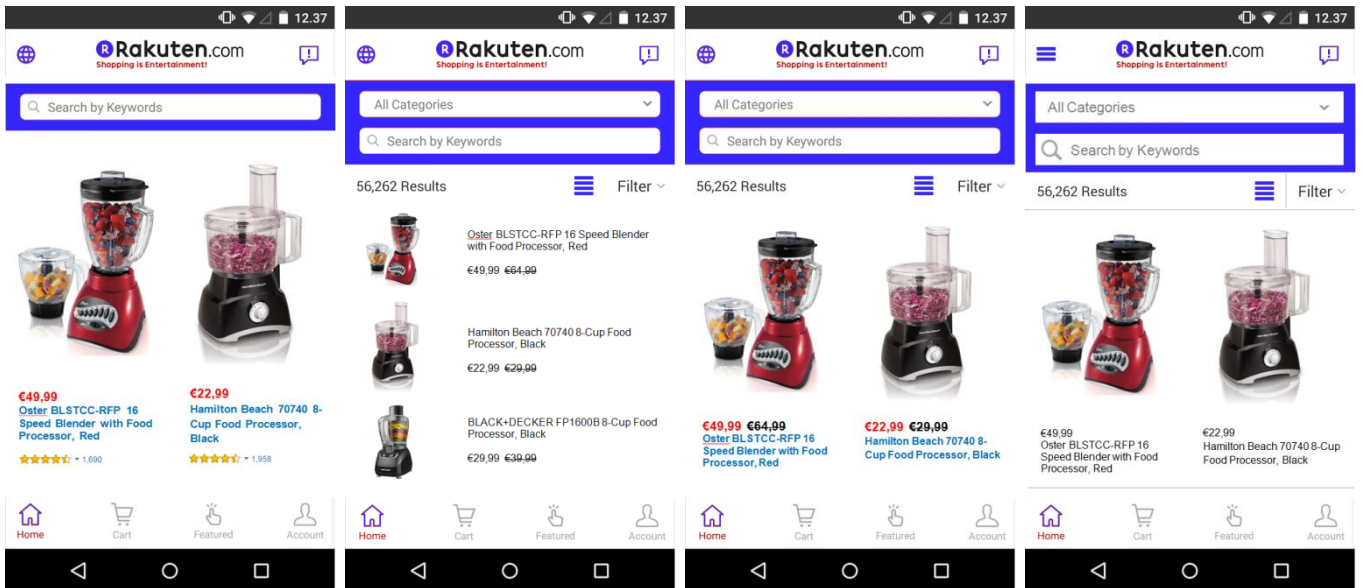 12.37
Rakuten.com
Shopping is Entertainment!
Search by Keywords
€49,99
Oster BLSTCC-RFP 16
Speed Blender with Food
Processor, Red
1,690
€22,99
Hamilton Beach 70740 8-
Cup Food Processor,
Black
1,958
Home
Cart
Featured
Account
12.37
Rakuten.com
Shopping is Entertainment!
All Categories
Search by Keywords
56,262 Results
Filter
Oster BLSTCC-RFP 16 Speed Blender
with Food Processor, Red
€49,99 €64,99
Hamilton Beach 70740 8-Cup Food
Processor, Black
€22,99 €29,99
BLACK+DECKER FP1600B 8-Cup Food
Processor, Black
€29,99 €39,99
Home
Cart
Featured
Account
12.37
Rakuten.com
Shopping is Entertainment!
All Categories
Search by Keywords
56,262 Results
Filter
€49,99 €64,99
Oster BLSTCC-RFP 16
Speed Blender with Food
Processor, Red
€22,99 €29,99
Hamilton Beach 70740 8-
Cup Food Processor, Black
Home
Cart
Featured
Account
12.37
Rakuten.com
Shopping is Entertainment!
All Categories
Search by Keywords
56,262 Results
Filter
€49,99
Oster BLSTCC-RFP 16
Speed Blender with Food
Processor, Red
€22,99
Hamilton Beach 70740 8-Cup
Food Processor, Black
Home
Cart
Featured
Account